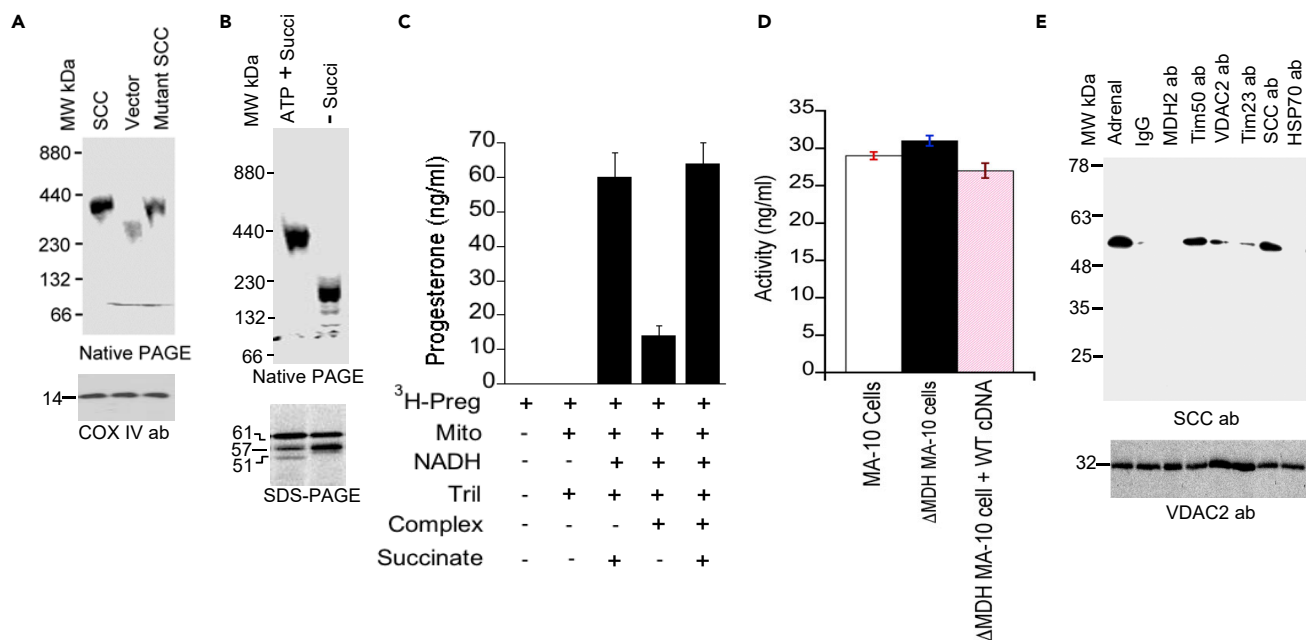 A
MW kDa
SCC
Vector
Mutant SCC
880
440
230
132
66
Native PAGE
14
COX IV ab
B
MW kDa
ATP + Succi
- Succi
880
440
230
132
66
Native PAGE
61
57
51
SDS-PAGE
C
Progesterone (ng/ml)
70
60
50
40
30
20
10
0
³H-Preg + + + + +
Mito - + + + +
NADH - - + + +
Tril - + + + +
Complex - - - + +
Succinate - - + - +
D
Activity (ng/ml)
35
30
25
20
15
10
5
0
MA-10 Cells
ΔMDH MA-10 cells
ΔMDH MA-10 cell + WT cDNA
E
MW kDa
Adrenal
IgG
MDH2 ab
Tim50 ab
VDAC2 ab
Tim23 ab
SCC ab
HSP70 ab
78
63
48
35
25
SCC ab
32
VDAC2 ab